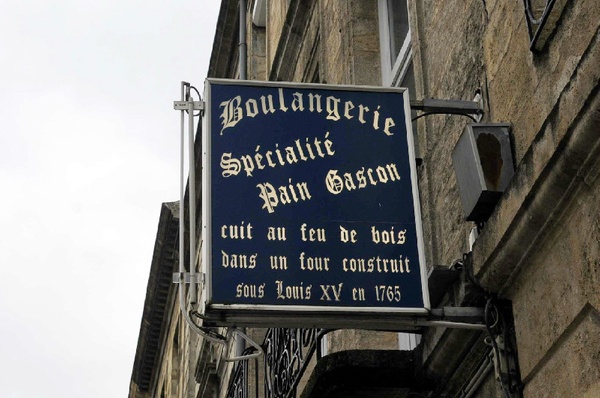 Boulangerie
Spécialité
Pain Gascon
cuit au feu de bois
dans un four construit
sous Louis XV en 1765